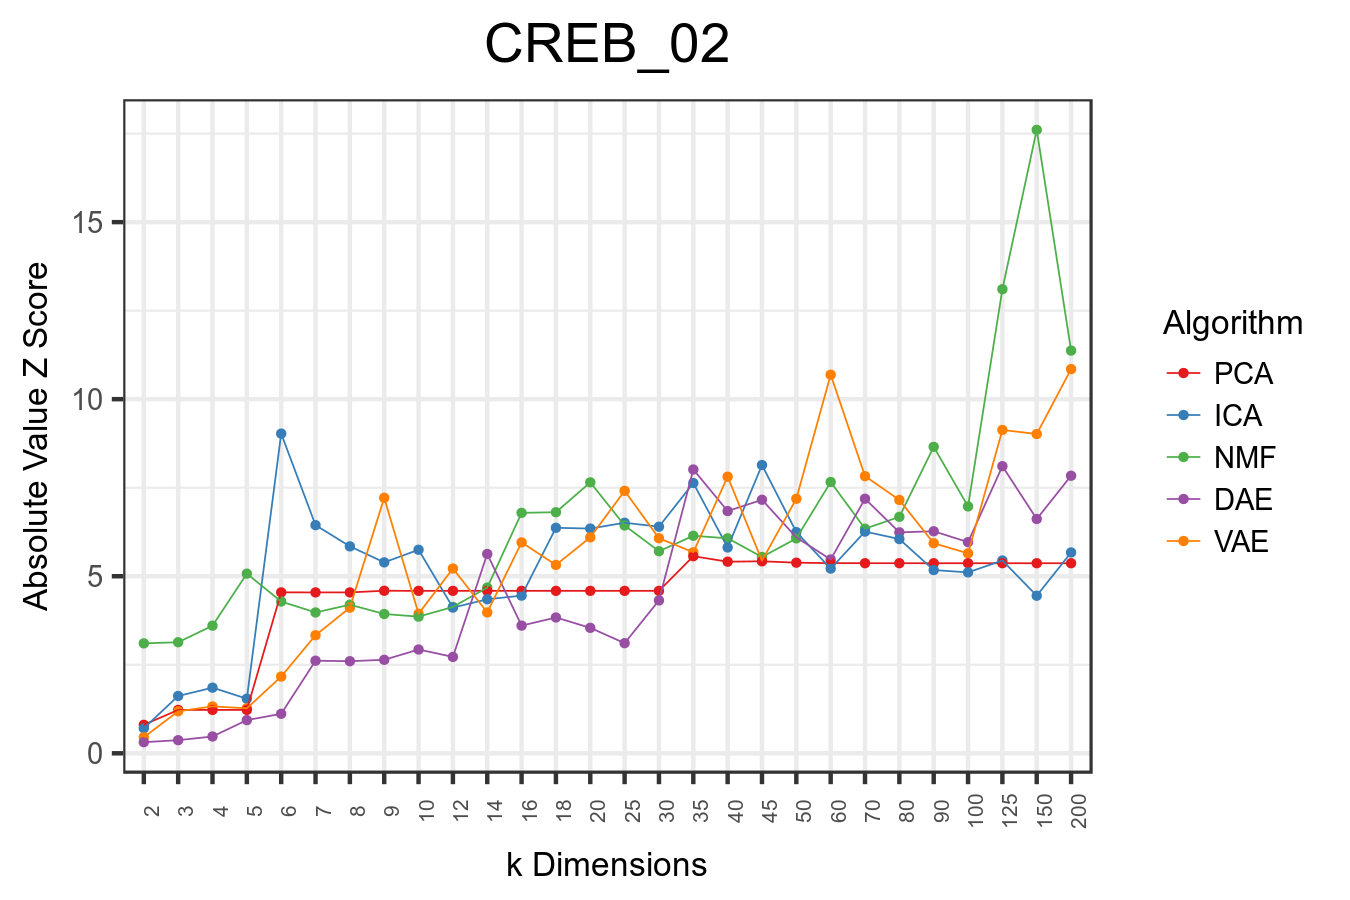 CREB_02
Absolute Value Z Score
15
10
5
0
2 3 4 5 6 7 8 9 10 12 14 16 18 20 25 30 35 40 45 50 60 70 80 90 100 125 150 200
k Dimensions
Algorithm
PCA
ICA
NMF
DAE
VAE